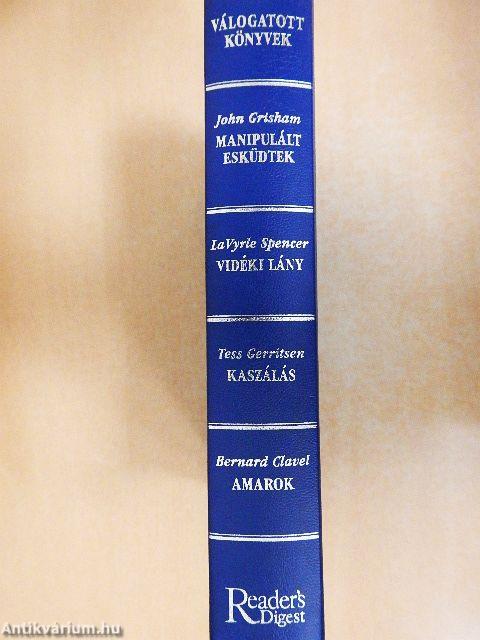 VÁLOGATOTT
KÖNYVEK
John Grisham
MANIPULÁLT
ESKÜDTEK
LaVyrle Spencer
VIDÉKI LÁNY
Tess Gerritsen
KASZÁLÁS
Bernard Clavel
AMAROK
Reader's
Digest
Antikvárium.hu